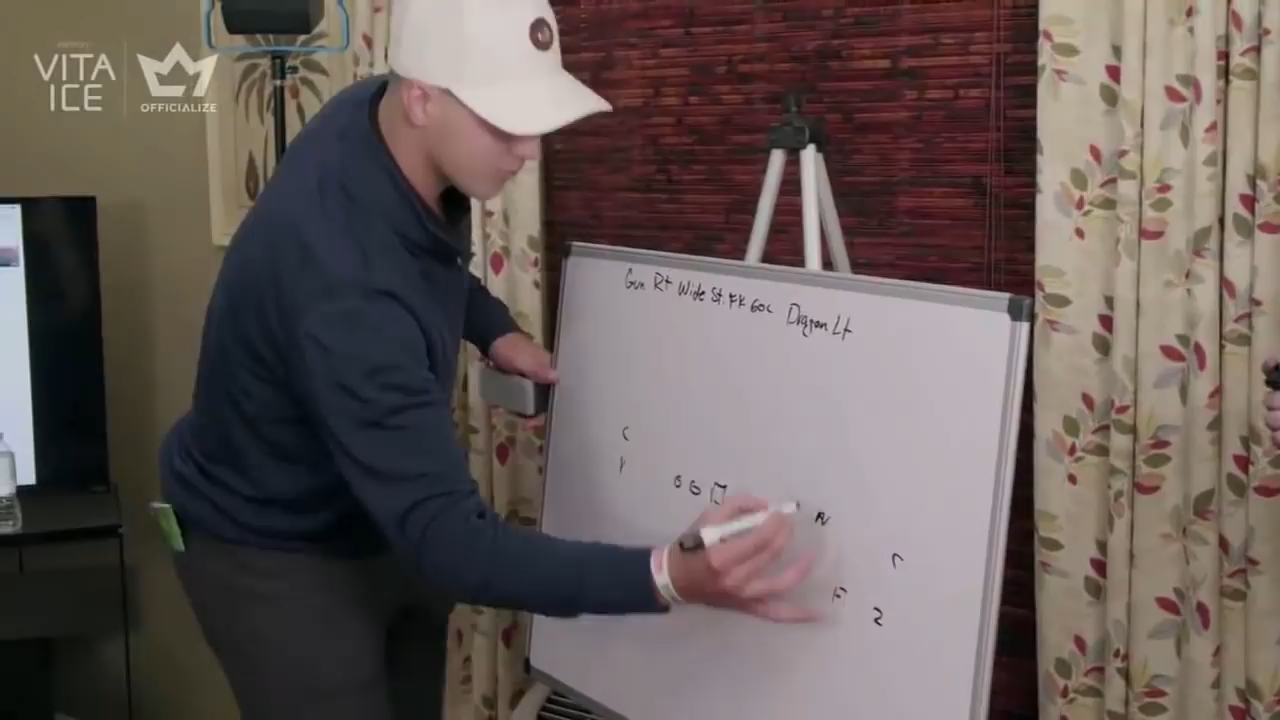 VITA
ICE
OFFICIALIZE
Gun Rt Wide St. FK 60c Dragon Lt
C
C
F
Z